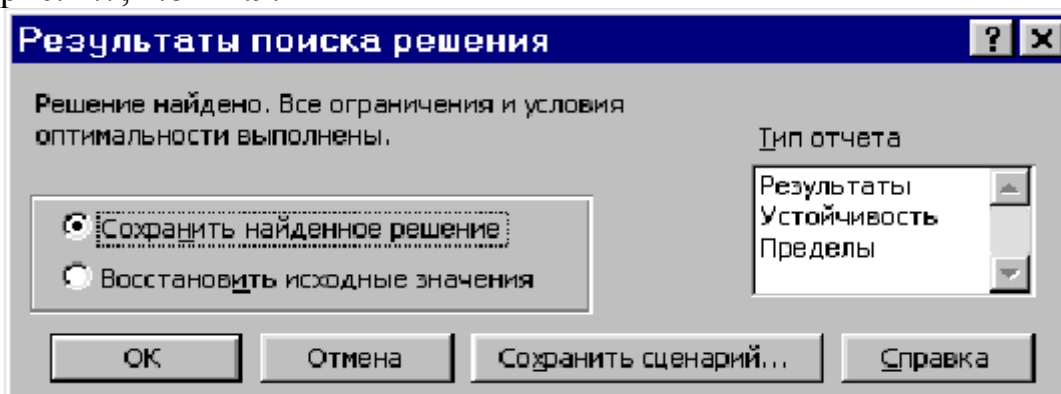 Результаты поиска решения
Решение найдено. Все ограничения и условия
оптимальности выполнены.
Тип отчета
Результаты
Устойчивость
Пределы
Сохранить найденное решение
Восстановить исходные значения
ОК Отмена Сохранить сценарий... Справка